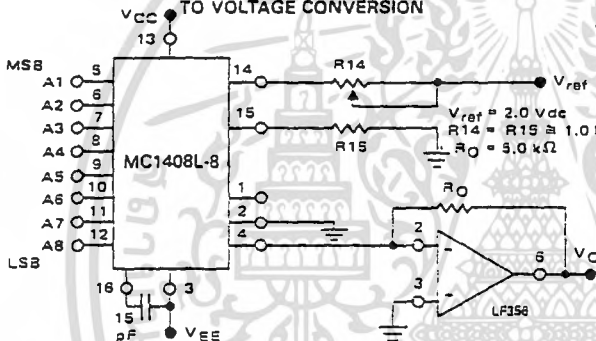 TO VOLTAGE CONVERSION
VCC
13
MSB
A1 5
A2 6
A3 7
A4 8
A5 9
A6 10
A7 11
A8 12
LSB
MC1408L-8
14
15
1
2
4
16
3
15
pF
VEE
R14
R15
Vref
Vref = 2.0 Vdc
R14 = R15 ≅ 1.0
RO = 5.0 kΩ
RO
2
3
6
VO
LF356